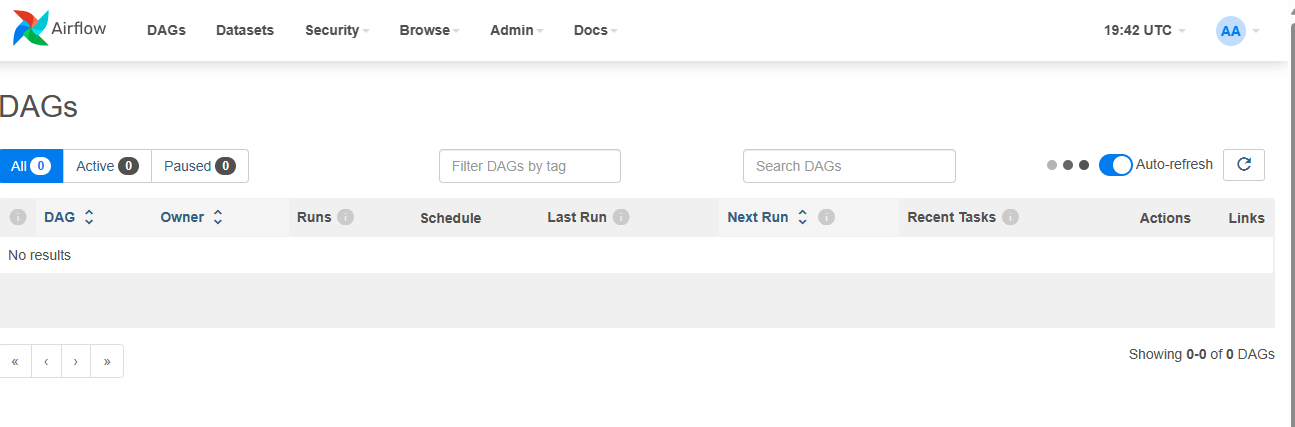 Airflow DAGs Datasets Security Browse Admin Docs 19:42 UTC AA
DAGs
All 0 Active 0 Paused 0 Filter DAGs by tag Search DAGs Auto-refresh
i DAG Owner Runs i Schedule Last Run i Next Run i Recent Tasks i Actions Links
No results
« ‹ › » Showing 0-0 of 0 DAGs